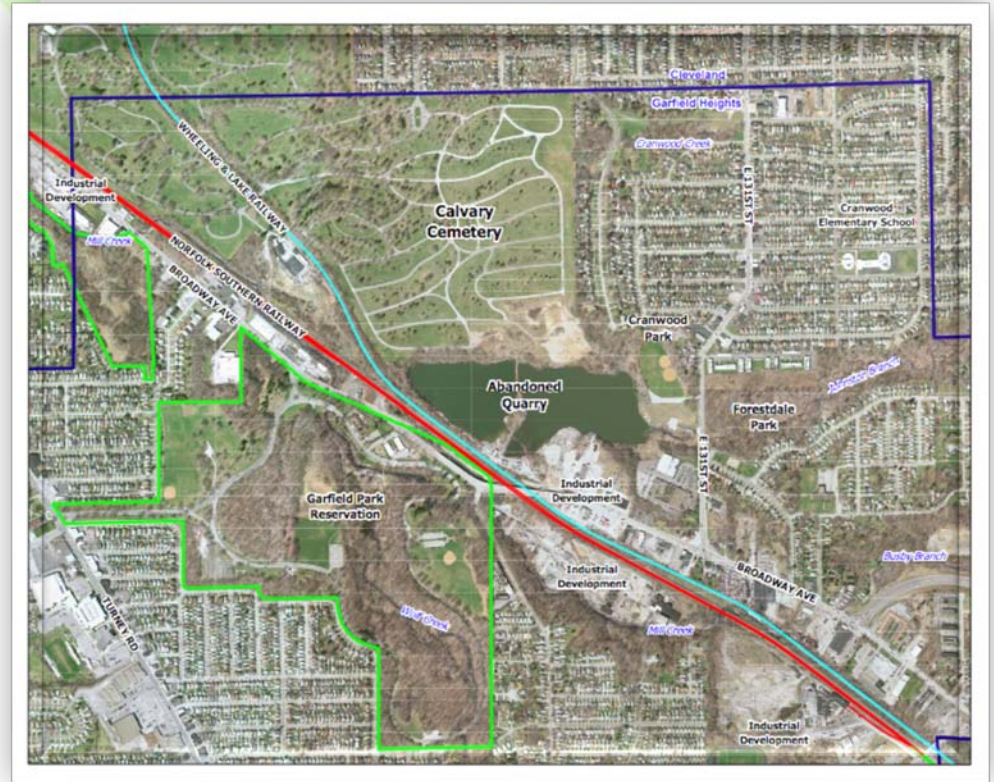 Cleveland
Garfield Heights
Cranwood Creek
WHEELING & LAKE RAILWAY
E 131ST ST
Industrial
Development
Calvary
Cemetery
Cranwood
Elementary School
Mill Creek
NORFOLK SOUTHERN RAILWAY
BROADWAY AVE
Cranwood
Park
Abandoned
Quarry
Johnston Branch
Forestdale
Park
E 131ST ST
Garfield Park
Reservation
Industrial
Development
Industrial
Development
Busby Branch
BROADWAY AVE
TURNEY RD
Wolf Creek
Mill Creek
Industrial
Development